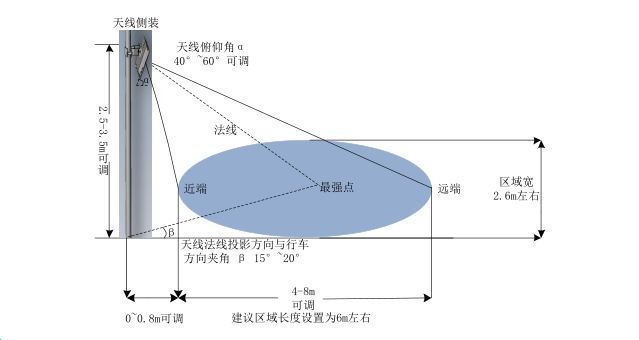 天线侧装
天线俯仰角α
40°~60°可调
2.5-3.5m可调
法线
近端
最强点
远端
区域宽
2.6m左右
β
天线法线投影方向与行车
方向夹角 β 15°~20°
4-8m
可调
0~0.8m可调
建议区域长度设置为6m左右